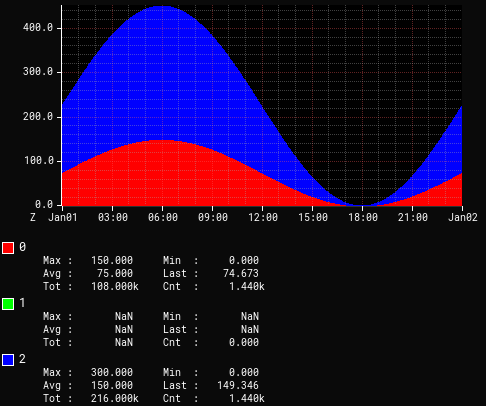 400.0
300.0
200.0
100.0
0.0
Z Jan01 03:00 06:00 09:00 12:00 15:00 18:00 21:00 Jan02
0
Max : 150.000 Min : 0.000
Avg : 75.000 Last : 74.673
Tot : 108.000k Cnt : 1.440k
1
Max : NaN Min : NaN
Avg : NaN Last : NaN
Tot : NaN Cnt : 0.000
2
Max : 300.000 Min : 0.000
Avg : 150.000 Last : 149.346
Tot : 216.000k Cnt : 1.440k